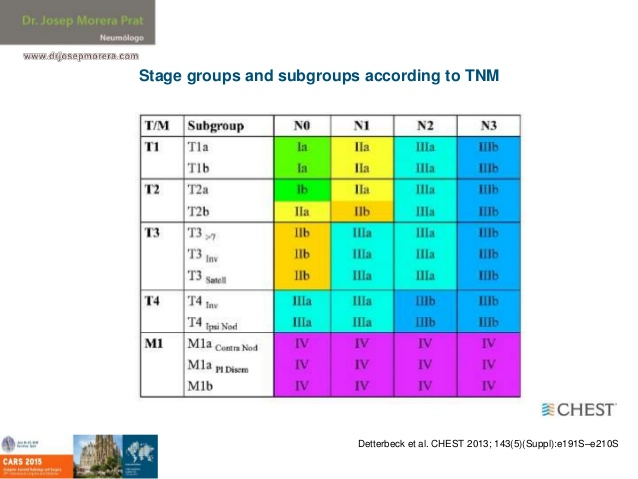 Dr. Josep Morera Prat
Neumólogo
www.drjosepmorera.com
Stage groups and subgroups according to TNM
T/M Subgroup N0 N1 N2 N3
T1 T1a Ia IIa IIIa IIIb
T1b Ia IIa IIIa IIIb
T2 T2a Ib IIa IIIa IIIb
T2b IIa IIb IIIa IIIb
T3 T3 >7 IIb IIIa IIIa IIIb
T3 Inv IIb IIIa IIIa IIIb
T3 Satell IIb IIIa IIIa IIIb
T4 T4 Inv IIIa IIIa IIIb IIIb
T4 Ipsi Nod IIIa IIIa IIIb IIIb
M1 M1a Contra Nod IV IV IV IV
M1a Pl Disem IV IV IV IV
M1b IV IV IV IV
CHEST
Detterbeck et al. CHEST 2013; 143(5)(Suppl):e191S–e210S
CARS 2015